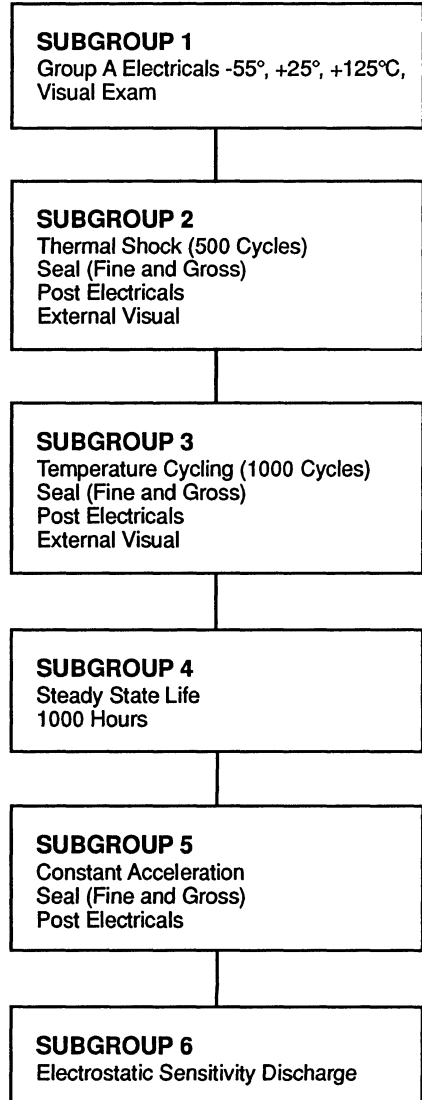 SUBGROUP 1
Group A Electricals -55°, +25°, +125°C,
Visual Exam
SUBGROUP 2
Thermal Shock (500 Cycles)
Seal (Fine and Gross)
Post Electricals
External Visual
SUBGROUP 3
Temperature Cycling (1000 Cycles)
Seal (Fine and Gross)
Post Electricals
External Visual
SUBGROUP 4
Steady State Life
1000 Hours
SUBGROUP 5
Constant Acceleration
Seal (Fine and Gross)
Post Electricals
SUBGROUP 6
Electrostatic Sensitivity Discharge